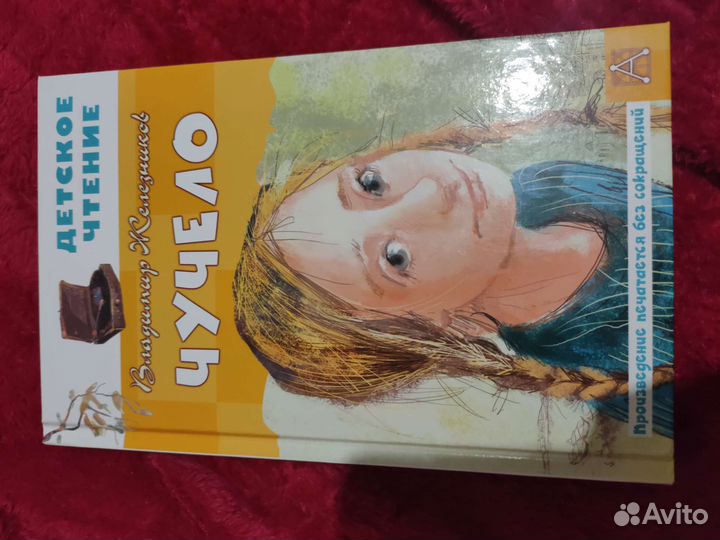 ДЕТСКОЕ
ЧТЕНИЕ
Владимир Железников
ЧУЧЕЛО
Произведение печатается без сокращений
Avito